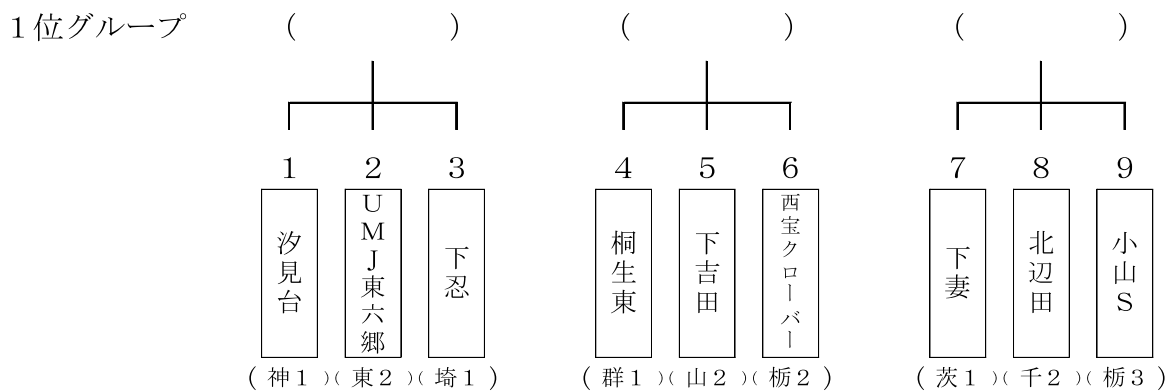 1位グループ ( ) ( ) ( )
1 2 3 4 5 6 7 8 9
汐見台
UMJ東六郷
下忍
桐生東
下吉田
西宝クローバー
下妻
北辺田
小山S
(神1)(東2)(埼1) (群1)(山2)(栃2) (茨1)(千2)(栃3)